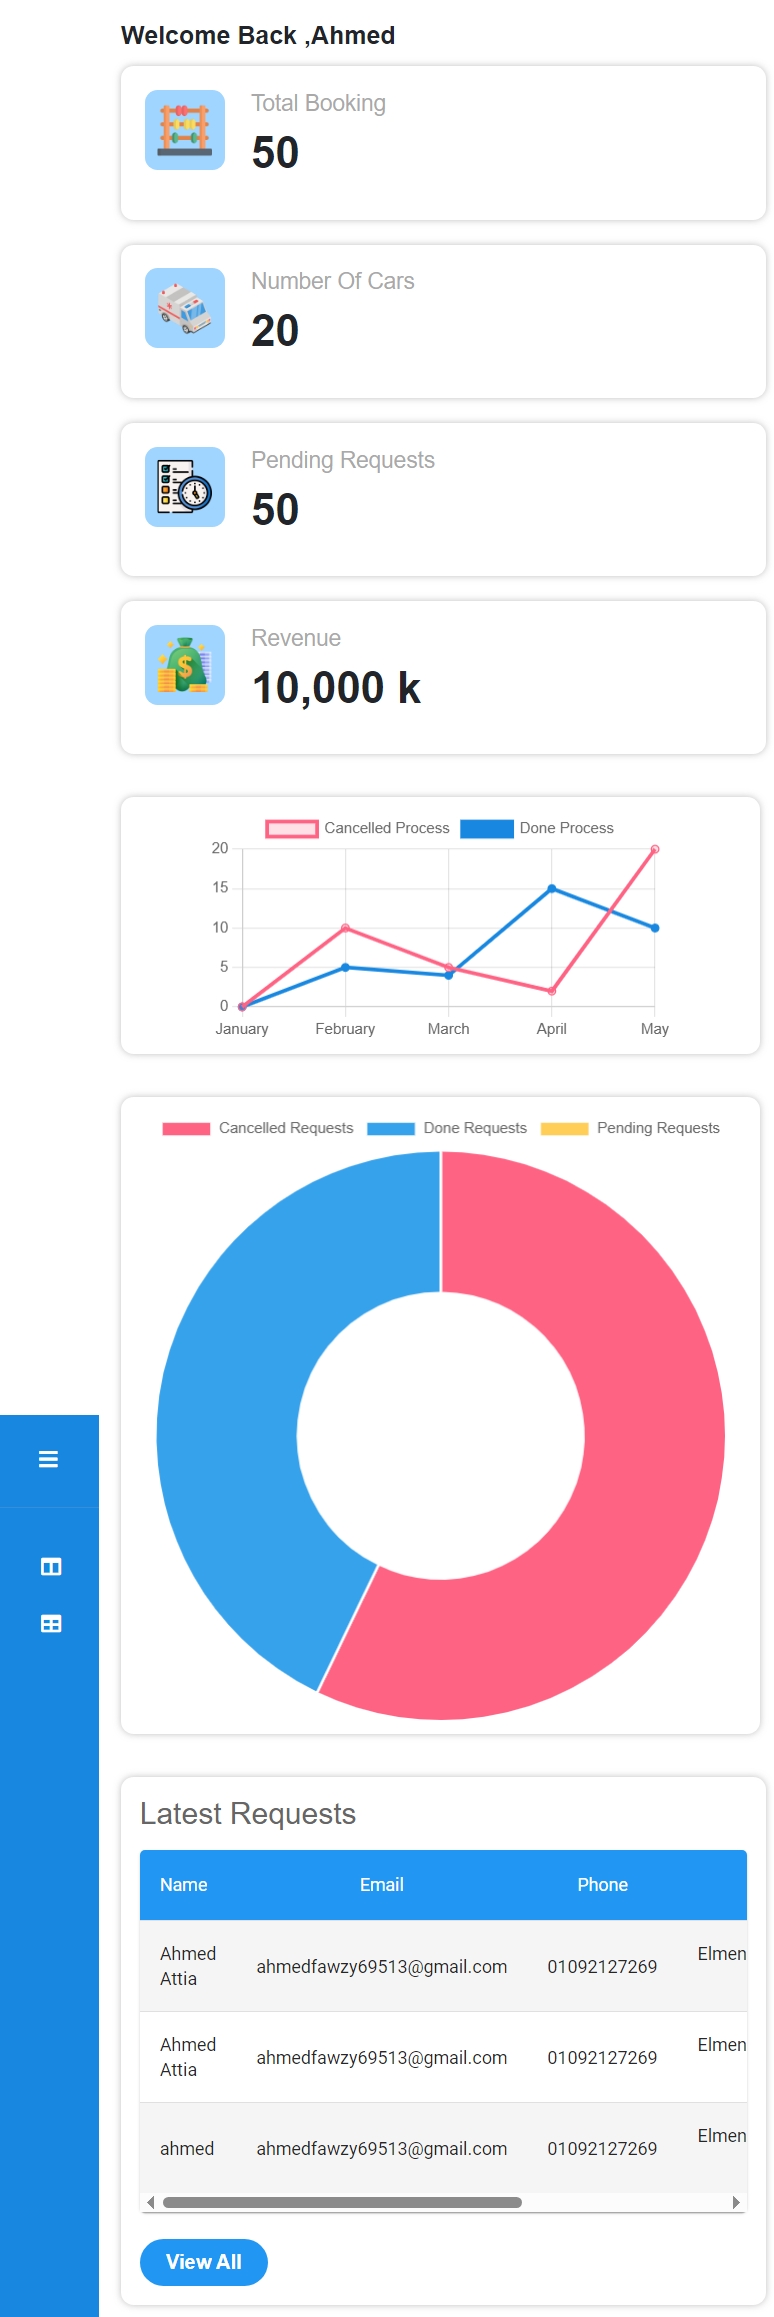 Welcome Back ,Ahmed
Total Booking
50
Number Of Cars
20
Pending Requests
50
Revenue
10,000 k
Cancelled Process Done Process
20
15
10
5
0
January February March April May
Cancelled Requests Done Requests Pending Requests
Latest Requests
Name Email Phone
Ahmed
Attia ahmedfawzy69513@gmail.com 01092127269 Elmen
Ahmed
Attia ahmedfawzy69513@gmail.com 01092127269 Elmen
ahmed ahmedfawzy69513@gmail.com 01092127269 Elmen
View All